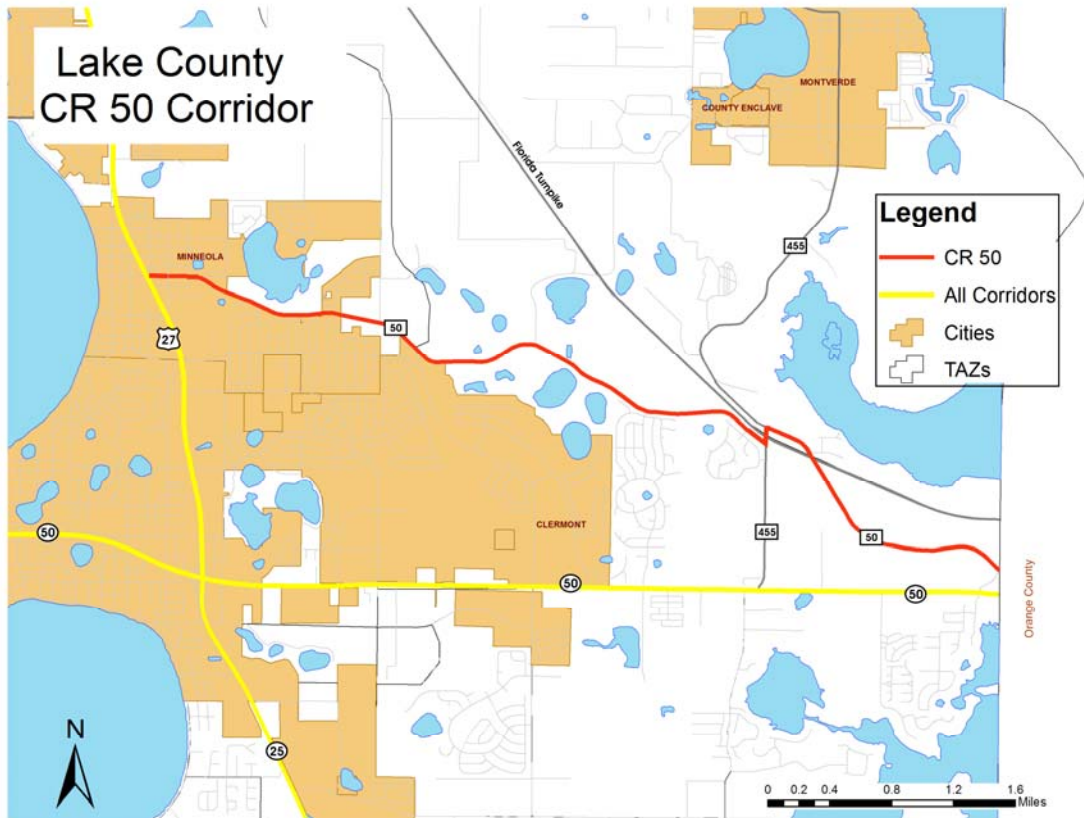 Lake County
CR 50 Corridor
MONTVERDE
COUNTY ENCLAVE
Florida Turnpike
Legend
CR 50
All Corridors
Cities
TAZs
455
MINNEOLA
27
50
CLERMONT
50
455
50
50
50
Orange County
N
25
0 0.4 0.8 1.2 1.6
Miles